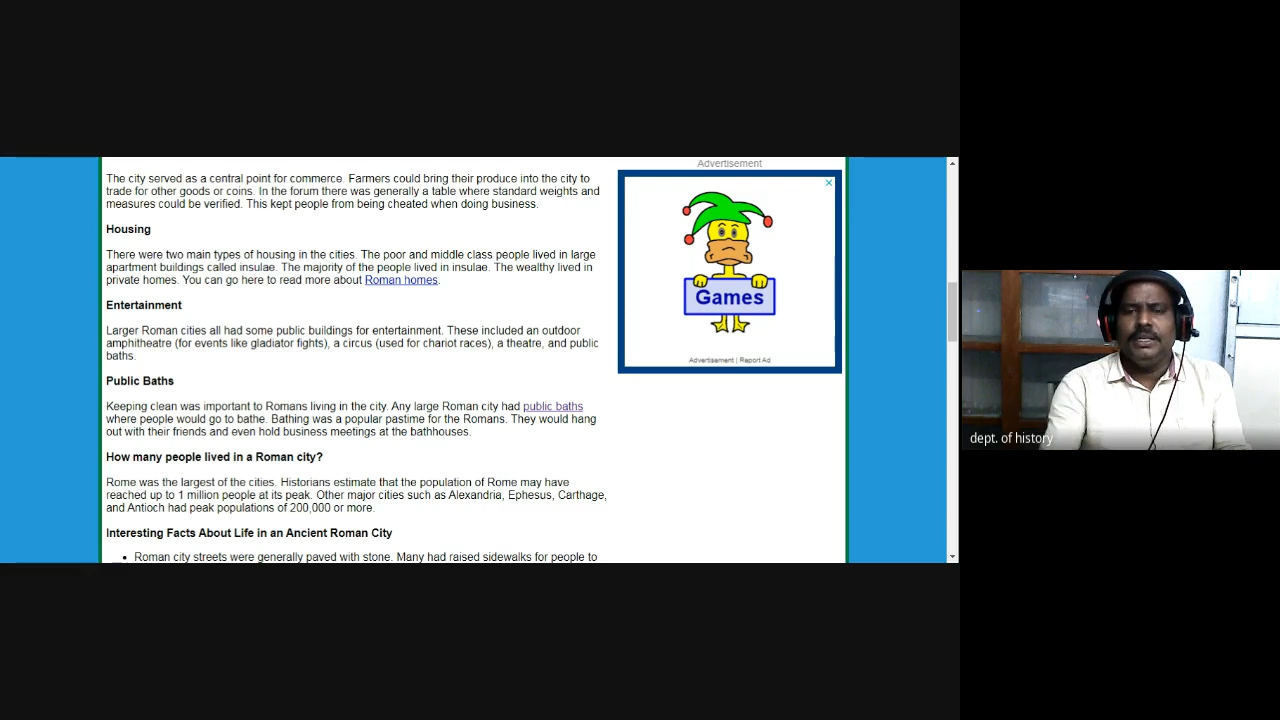 Advertisement
The city served as a central point for commerce. Farmers could bring their produce into the city to
trade for other goods or coins. In the forum there was generally a table where standard weights and
measures could be verified. This kept people from being cheated when doing business.
Housing
There were two main types of housing in the cities. The poor and middle class people lived in large
apartment buildings called insulae. The majority of the people lived in insulae. The wealthy lived in
private homes. You can go here to read more about Roman homes.
Entertainment
Larger Roman cities all had some public buildings for entertainment. These included an outdoor
amphitheatre (for events like gladiator fights), a circus (used for chariot races), a theatre, and public
baths.
Public Baths
Keeping clean was important to Romans living in the city. Any large Roman city had public baths
where people would go to bathe. Bathing was a popular pastime for the Romans. They would hang
out with their friends and even hold business meetings at the bathhouses.
How many people lived in a Roman city?
Rome was the largest of the cities. Historians estimate that the population of Rome may have
reached up to 1 million people at its peak. Other major cities such as Alexandria, Ephesus, Carthage,
and Antioch had peak populations of 200,000 or more.
Interesting Facts About Life in an Ancient Roman City
• Roman city streets were generally paved with stone. Many had raised sidewalks for people to
Games
Advertisement | Report Ad
dept. of history